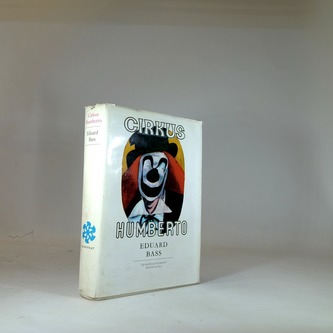 CIRKUS
HUMBERTO
EDUARD
BASS
Cirkus
Humberto
Eduard
Bass